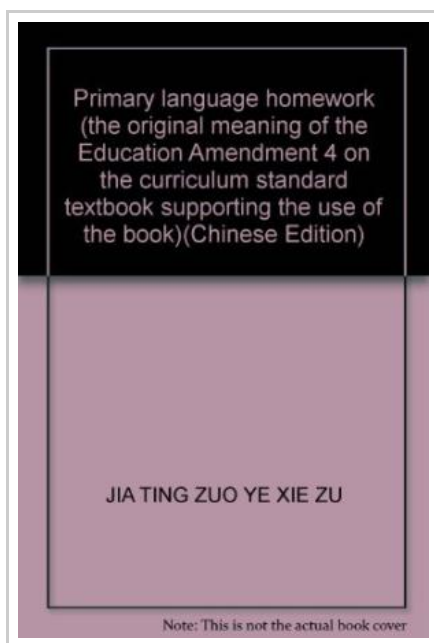 Primary language homework
(the original meaning of the
Education Amendment 4 on
the curriculum standard
textbook supporting the use of
the book)(Chinese Edition)
JIA TING ZUO YE XIE ZU
Note: This is not the actual book cover